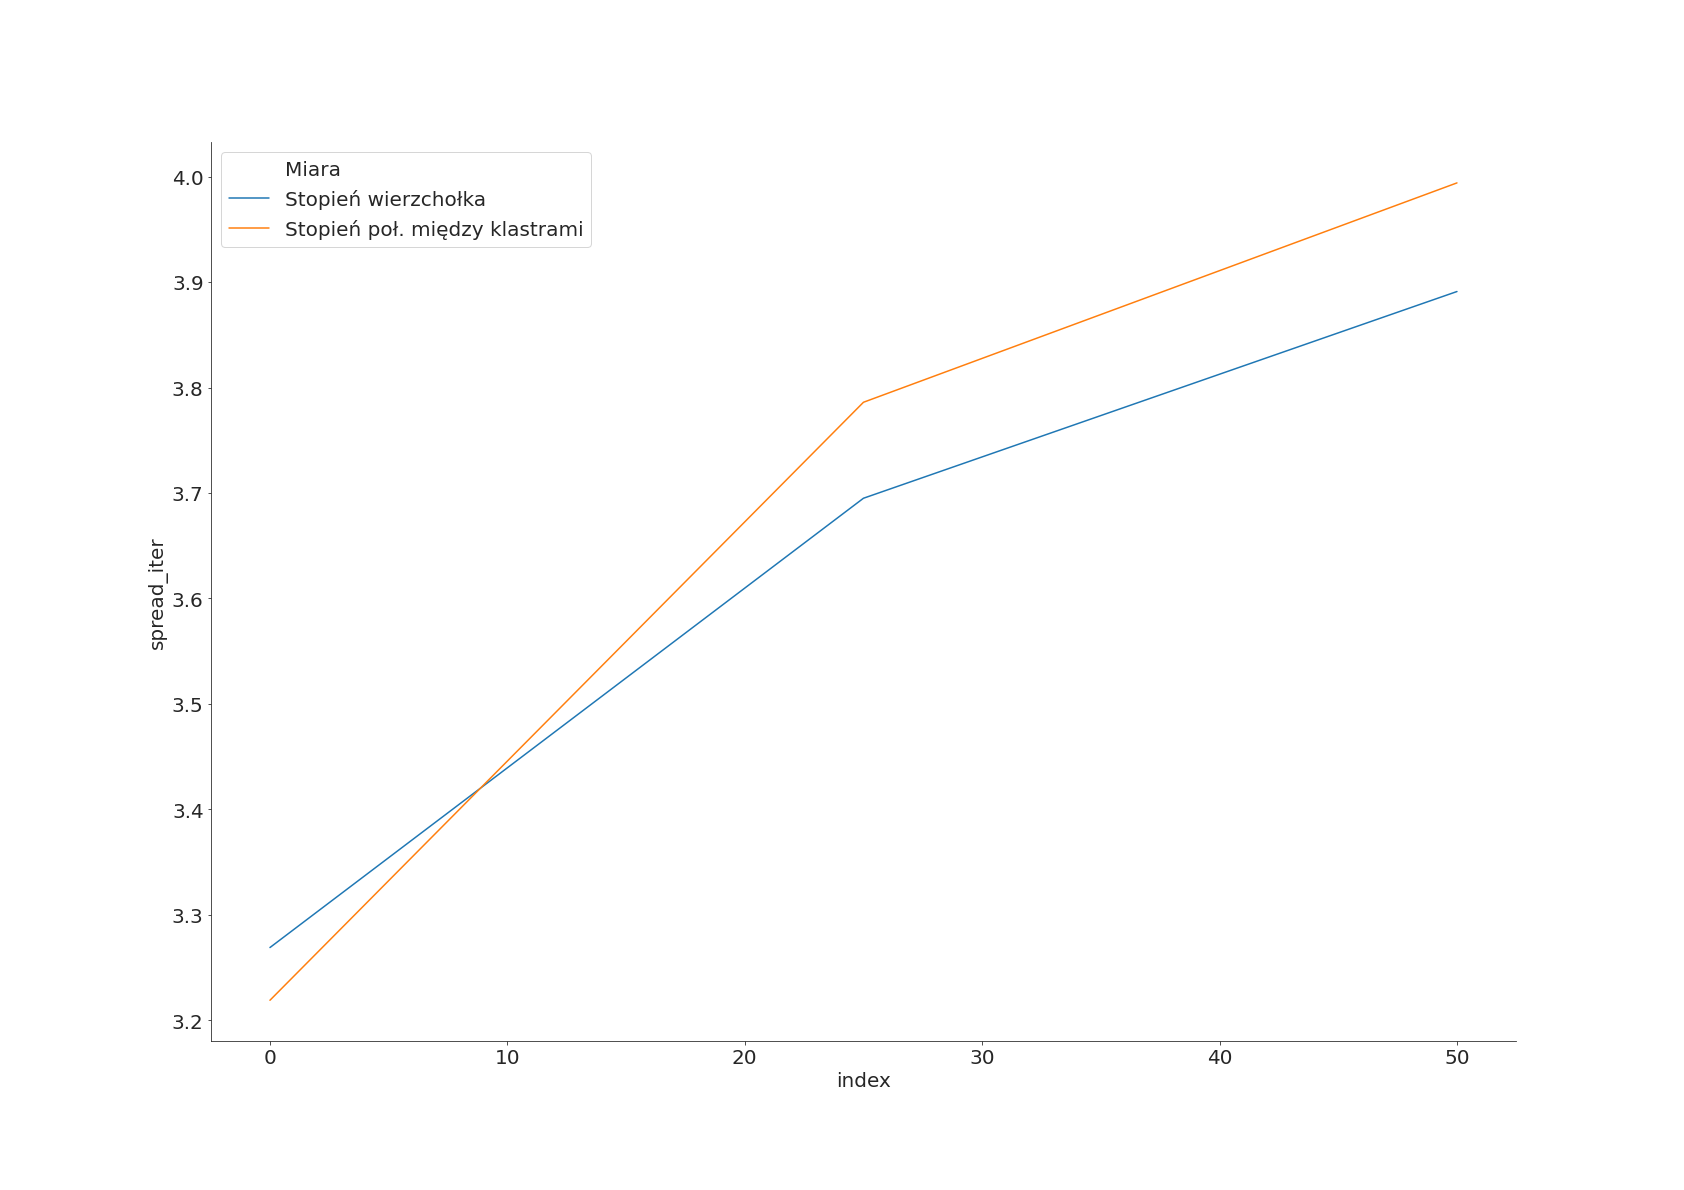 Miara
Stopień wierzchołka
Stopień poł. między klastrami
4.0
3.9
3.8
3.7
3.6
3.5
3.4
3.3
3.2
spread_iter
0 10 20 30 40 50
index